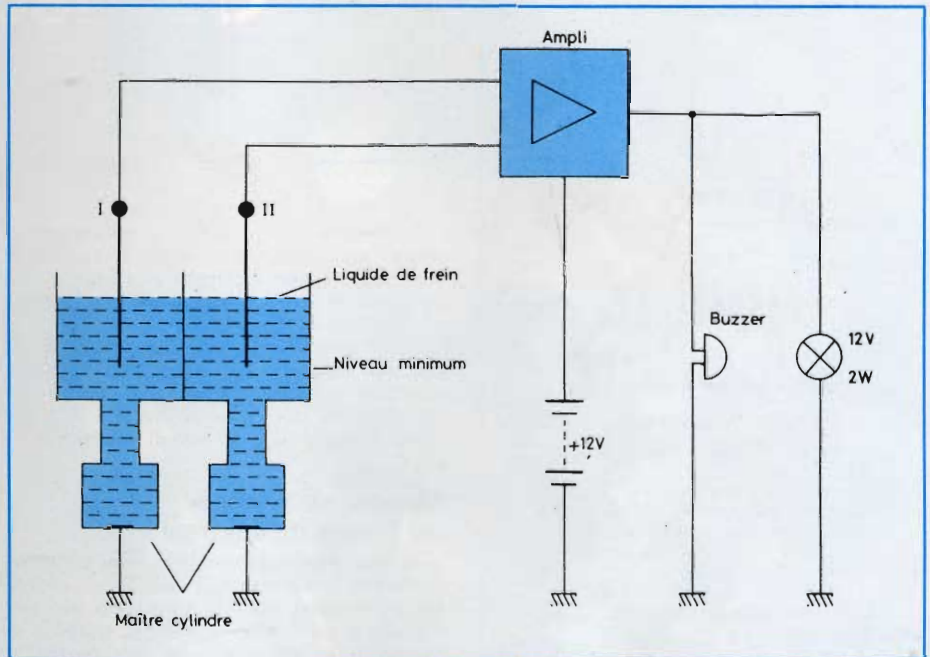 Ampli
I
II
Liquide de frein
Niveau minimum
Buzzer
12V
2W
+12V
Maître cylindre